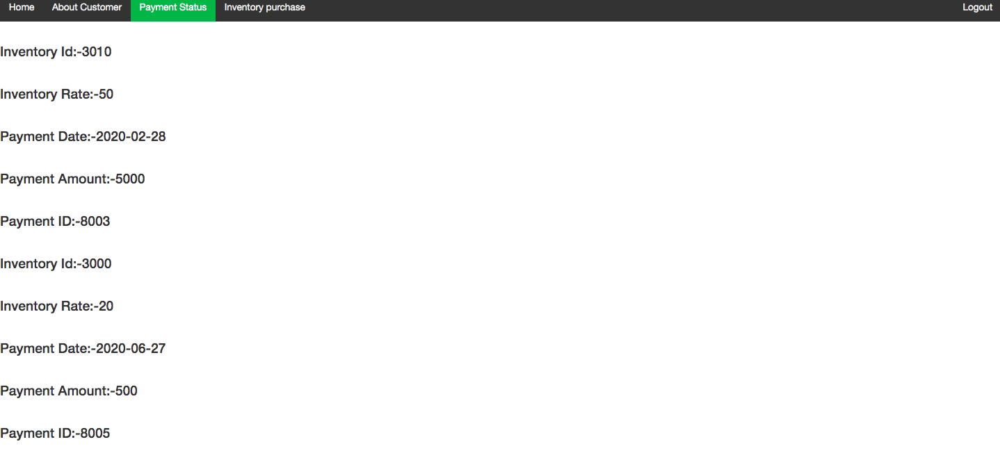 Home About Customer Payment Status Inventory purchase Logout
Inventory Id:-3010
Inventory Rate:-50
Payment Date:-2020-02-28
Payment Amount:-5000
Payment ID:-8003
Inventory Id:-3000
Inventory Rate:-20
Payment Date:-2020-06-27
Payment Amount:-500
Payment ID:-8005